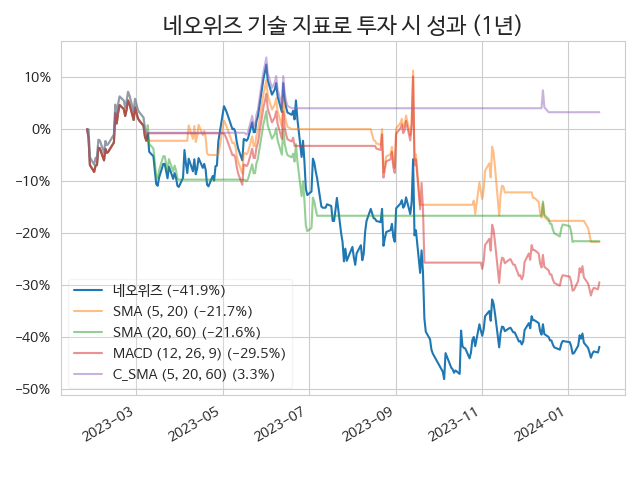 네오위즈 기술 지표로 투자 시 성과 (1년)
10%
0%
−10%
−20%
−30%
−40%
−50%
네오위즈 (−41.9%)
SMA (5, 20) (−21.7%)
SMA (20, 60) (−21.6%)
MACD (12, 26, 9) (−29.5%)
C_SMA (5, 20, 60) (3.3%)
2023−03
2023−05
2023−07
2023−09
2023−11
2024−01